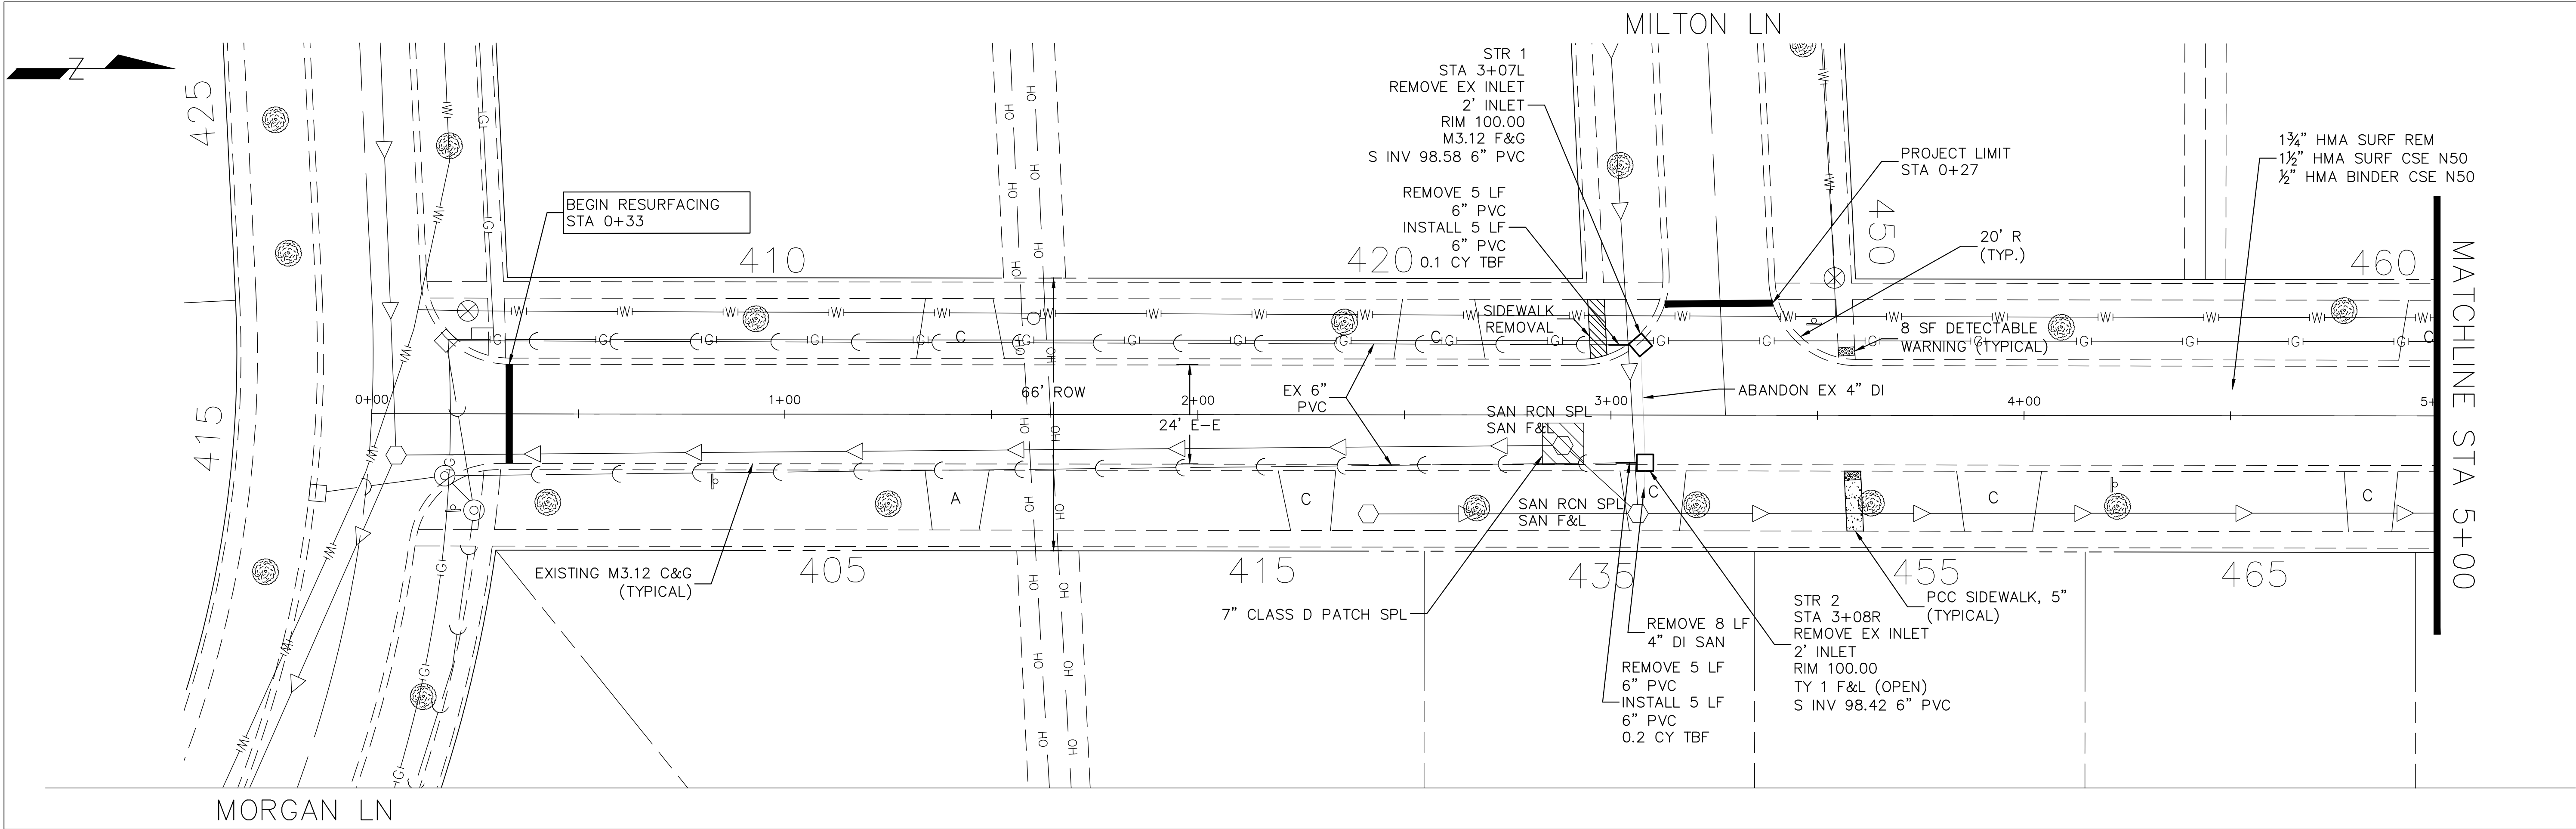 MILTON LN
Z
STR 1
STA 3+07L
REMOVE EX INLET
2' INLET
RIM 100.00
M3.12 F&G
S INV 98.58 6" PVC
REMOVE 5 LF
6" PVC
INSTALL 5 LF
6" PVC
0.1 CY TBF
SIDEWALK
REMOVAL
PROJECT LIMIT
STA 0+27
1¾" HMA SURF REM
1½" HMA SURF CSE N50
½" HMA BINDER CSE N50
BEGIN RESURFACING
STA 0+33
20' R
(TYP.)
8 SF DETECTABLE
WARNING (TYPICAL)
425
410
420
450
460
415
0+00
1+00
2+00
3+00
4+00
5+
66' ROW
24' E-E
EX 6"
PVC
ABANDON EX 4" DI
SAN RCN SPL
SAN F&L
SAN RCN SPL
SAN F&L
C
C
C
A
C
C
C
C
EXISTING M3.12 C&G
(TYPICAL)
405
415
435
455
465
7" CLASS D PATCH SPL
REMOVE 8 LF
4" DI SAN
REMOVE 5 LF
6" PVC
INSTALL 5 LF
6" PVC
0.2 CY TBF
STR 2
STA 3+08R
REMOVE EX INLET
2' INLET
RIM 100.00
TY 1 F&L (OPEN)
S INV 98.42 6" PVC
PCC SIDEWALK, 5"
(TYPICAL)
MATCHLINE STA 5+00
MORGAN LN